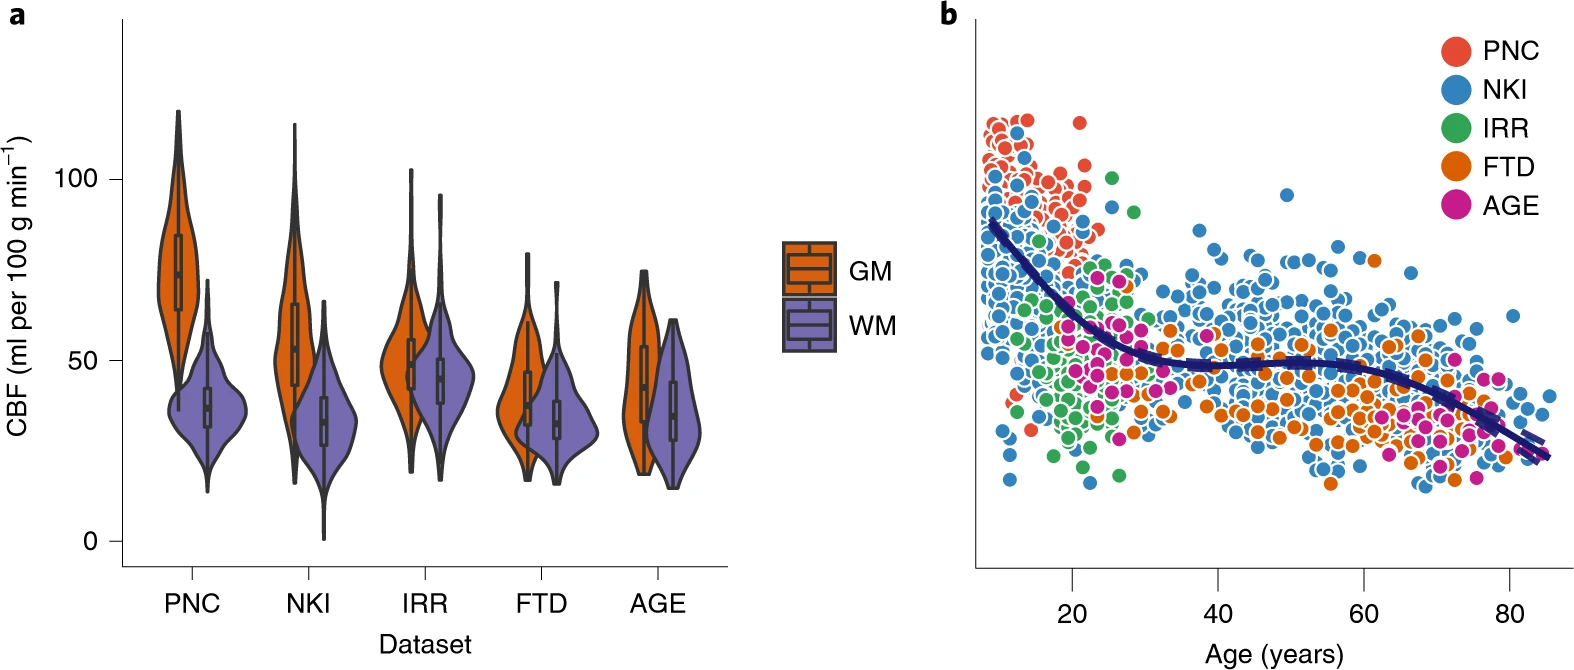 a
CBF (ml per 100 g min⁻¹)
100
50
0
PNC
NKI
IRR
FTD
AGE
Dataset
GM
WM
b
PNC
NKI
IRR
FTD
AGE
20
40
60
80
Age (years)